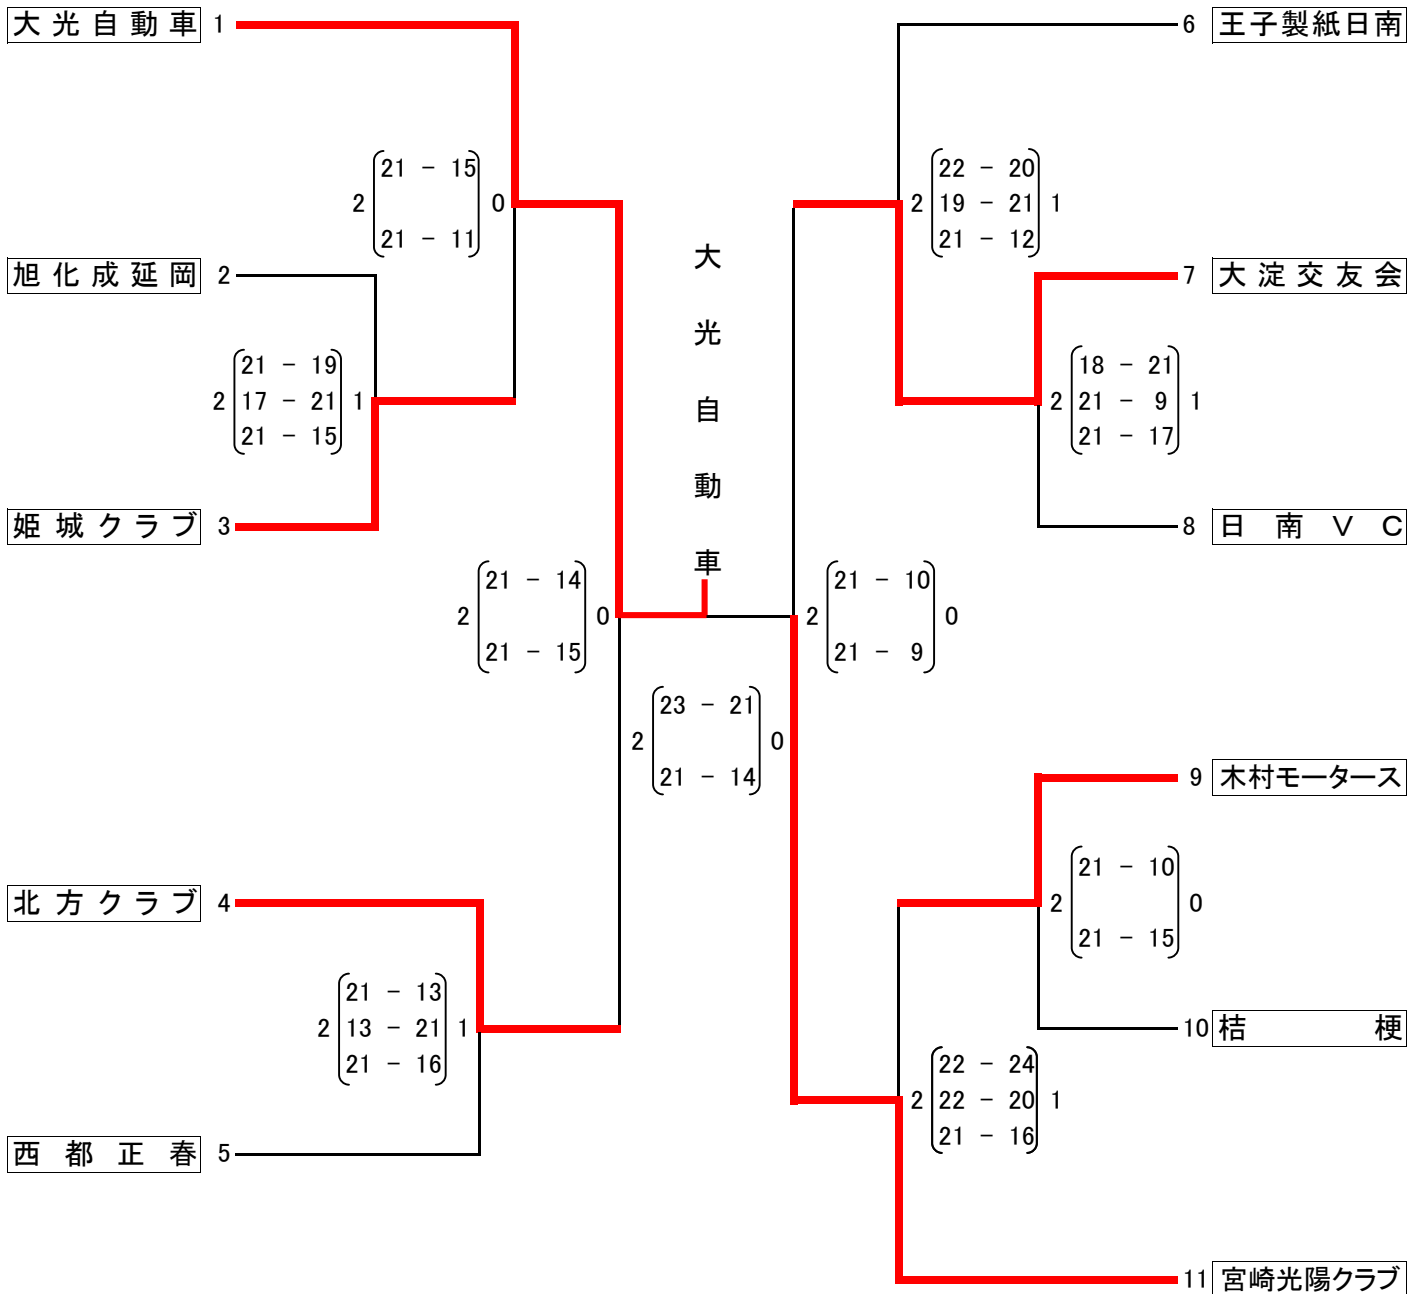 大光自動車 1
6 王子製紙日南
21 - 15
2 0
21 - 11
22 - 20
2 19 - 21 1
21 - 12
大光自動車
旭化成延岡 2
7 大淀交友会
21 - 19
2 17 - 21 1
21 - 15
18 - 21
2 21 - 9 1
21 - 17
姫城クラブ 3
8 日南VC
21 - 14
2 0
21 - 15
21 - 10
2 0
21 - 9
23 - 21
2 0
21 - 14
9 木村モータース
21 - 10
2 0
21 - 15
北方クラブ 4
21 - 13
2 13 - 21 1
21 - 16
10 桔梗
22 - 24
2 22 - 20 1
21 - 16
西都正春 5
11 宮崎光陽クラブ